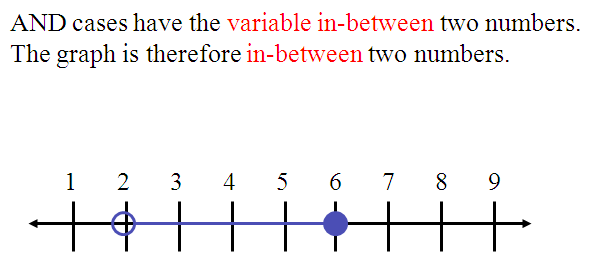 AND cases have the variable in-between two numbers.
The graph is therefore in-between two numbers.
1 2 3 4 5 6 7 8 9